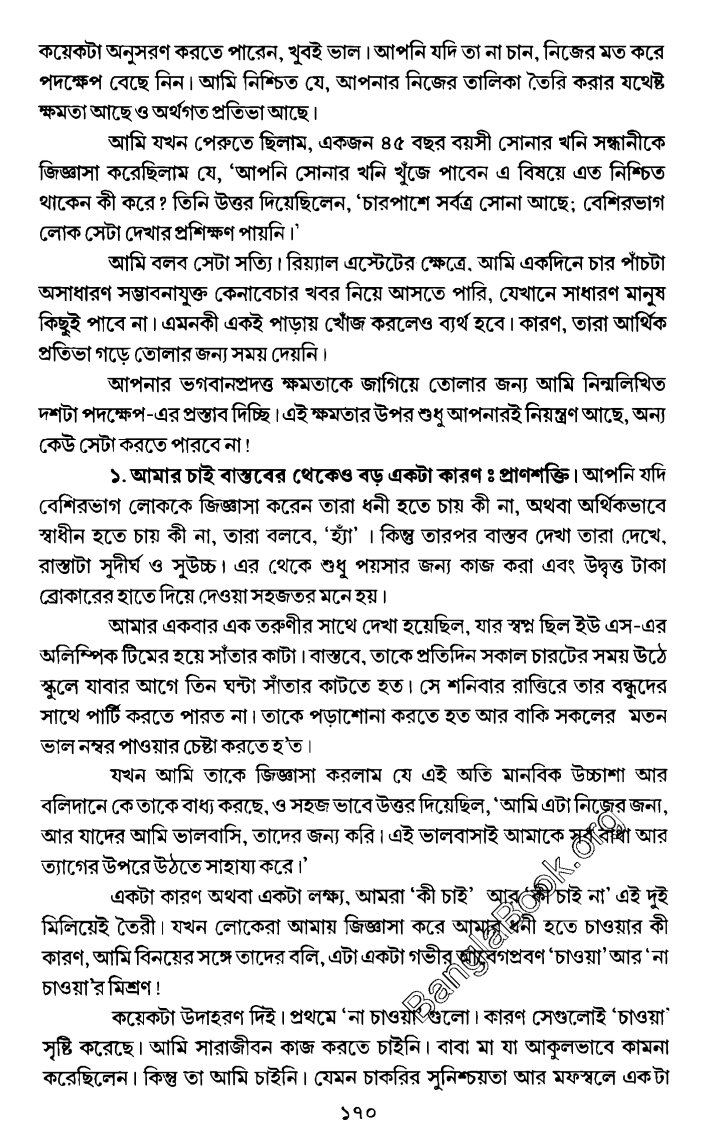 কয়েকটা অনুসরণ করতে পারেন, খুবই ভাল। আপনি যদি তা না চান, নিজের মত করে
পদক্ষেপ বেছে নিন। আমি নিশ্চিত যে, আপনার নিজের তালিকা তৈরি করার যথেষ্ট
ক্ষমতা আছে ও অর্থগত প্রতিভা আছে।
আমি যখন পেরুতে ছিলাম, একজন ৪৫ বছর বয়সী সোনার খনি সন্ধানীকে
জিজ্ঞাসা করেছিলাম যে, ‘আপনি সোনার খনি খুঁজে পাবেন এ বিষয়ে এত নিশ্চিত
থাকেন কী করে? তিনি উত্তর দিয়েছিলেন, ‘চারপাশে সর্বত্র সোনা আছে; বেশিরভাগ
লোক সেটা দেখার প্রশিক্ষণ পায়নি।’
আমি বলব সেটা সত্যি। রিয়্যাল এস্টেটের ক্ষেত্রে, আমি একদিনে চার পাঁচটা
অসাধারণ সম্ভাবনাযুক্ত কেনাবেচার খবর নিয়ে আসতে পারি, যেখানে সাধারণ মানুষ
কিছুই পাবে না। এমনকী একই পাড়ায় খোঁজ করলেও ব্যর্থ হবে। কারণ, তারা আর্থিক
প্রতিভা গড়ে তোলার জন্য সময় দেয়নি।
আপনার ভগবানপ্রদত্ত ক্ষমতাকে জাগিয়ে তোলার জন্য আমি নিন্মলিখিত
দশটা পদক্ষেপ-এর প্রস্তাব দিচ্ছি। এই ক্ষমতার উপর শুধু আপনারই নিয়ন্ত্রণ আছে, অন্য
কেউ সেটা করতে পারবে না!
১. আমার চাই বাস্তবের থেকেও বড় একটা কারণ ঃ প্রাণশক্তি। আপনি যদি
বেশিরভাগ লোককে জিজ্ঞাসা করেন তারা ধনী হতে চায় কী না, অথবা অর্থিকভাবে
স্বাধীন হতে চায় কী না, তারা বলবে, ‘হ্যাঁ’ । কিন্তু তারপর বাস্তব দেখা তারা দেখে,
রাস্তাটা সূদীর্ঘ ও সূউচ্চ। এর থেকে শুধু পয়সার জন্য কাজ করা এবং উদ্বৃত্ত টাকা
ব্রোকারের হাতে দিয়ে দেওয়া সহজতর মনে হয়।
আমার একবার এক তরুণীর সাথে দেখা হয়েছিল, যার স্বপ্ন ছিল ইউ এস-এর
অলিম্পিক টিমের হয়ে সাঁতার কাটা। বাস্তবে, তাকে প্রতিদিন সকাল চারটের সময় উঠে
স্কুলে যাবার আগে তিন ঘন্টা সাঁতার কাটতে হত। সে শনিবার রাত্তিরে তার বন্ধুদের
সাথে পার্টি করতে পারত না। তাকে পড়াশোনা করতে হত আর বাকি সকলের মতন
ভাল নম্বর পাওয়ার চেষ্টা করতে হ’ত।
যখন আমি তাকে জিজ্ঞাসা করলাম যে এই অতি মানবিক উচ্চাশা আর
বলিদানে কে তাকে বাধ্য করছে, ও সহজ ভাবে উত্তর দিয়েছিল, ‘আমি এটা নিজের জন্য,
আর যাদের আমি ভালবাসি, তাদের জন্য করি। এই ভালবাসাই আমাকে সর্ব বাধা আর
ত্যাগের উপরে উঠতে সাহায্য করে।’
একটা কারণ অথবা একটা লক্ষ্য, আমরা ‘কী চাই’ আর ‘কী চাই না’ এই দুই
মিলিয়েই তৈরী। যখন লোকেরা আমায় জিজ্ঞাসা করে আমার ধনী হতে চাওয়ার কী
কারণ, আমি বিনয়ের সঙ্গে তাদের বলি, এটা একটা গভীর আবেগপ্রবণ ‘চাওয়া’ আর ‘না
চাওয়া’র মিশ্রণ!
কয়েকটা উদাহরণ দিই। প্রথমে ‘না চাওয়া’ গুলো। কারণ সেগুলোই ‘চাওয়া’
সৃষ্টি করেছে। আমি সারাজীবন কাজ করতে চাইনি। বাবা মা যা আকুলভাবে কামনা
করেছিলেন। কিন্তু তা আমি চাইনি। যেমন চাকরির সুনিশ্চয়তা আর মফস্বলে একটা
১৭০
BanglaBook.org